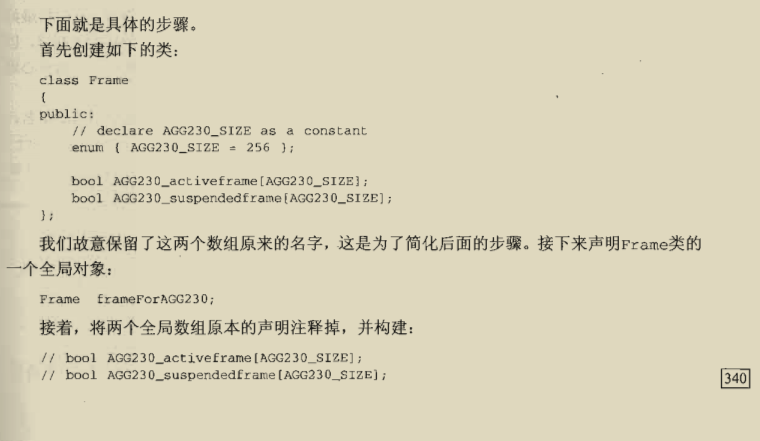 下面就是具体的步骤。
首先创建如下的类：
class Frame
{
public:
    // declare AGG230_SIZE as a constant
    enum { AGG230_SIZE = 256 };
    bool AGG230_activeframe[AGG230_SIZE];
    bool AGG230_suspendedframe[AGG230_SIZE];
};
我们故意保留了这两个数组原来的名字，这是为了简化后面的步骤。接下来声明Frame类的
一个全局对象：
Frame  frameForAGG230;
接着，将两个全局数组原本的声明注释掉，并构建：
// bool AGG230_activeframe[AGG230_SIZE];
// bool AGG230_suspendedframe[AGG230_SIZE];
340